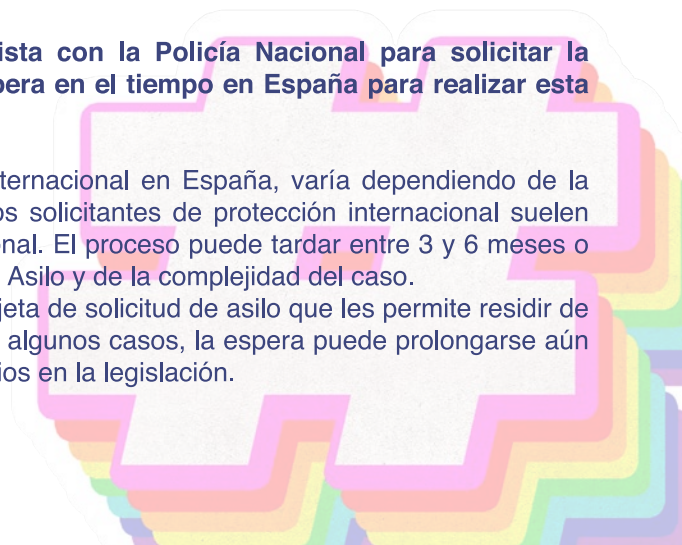 ista con la Policía Nacional para solicitar la
pera en el tiempo en España para realizar esta
ternacional en España, varía dependiendo de la
os solicitantes de protección internacional suelen
onal. El proceso puede tardar entre 3 y 6 meses o
Asilo y de la complejidad del caso.
jeta de solicitud de asilo que les permite residir de
algunos casos, la espera puede prolongarse aún
ios en la legislación.